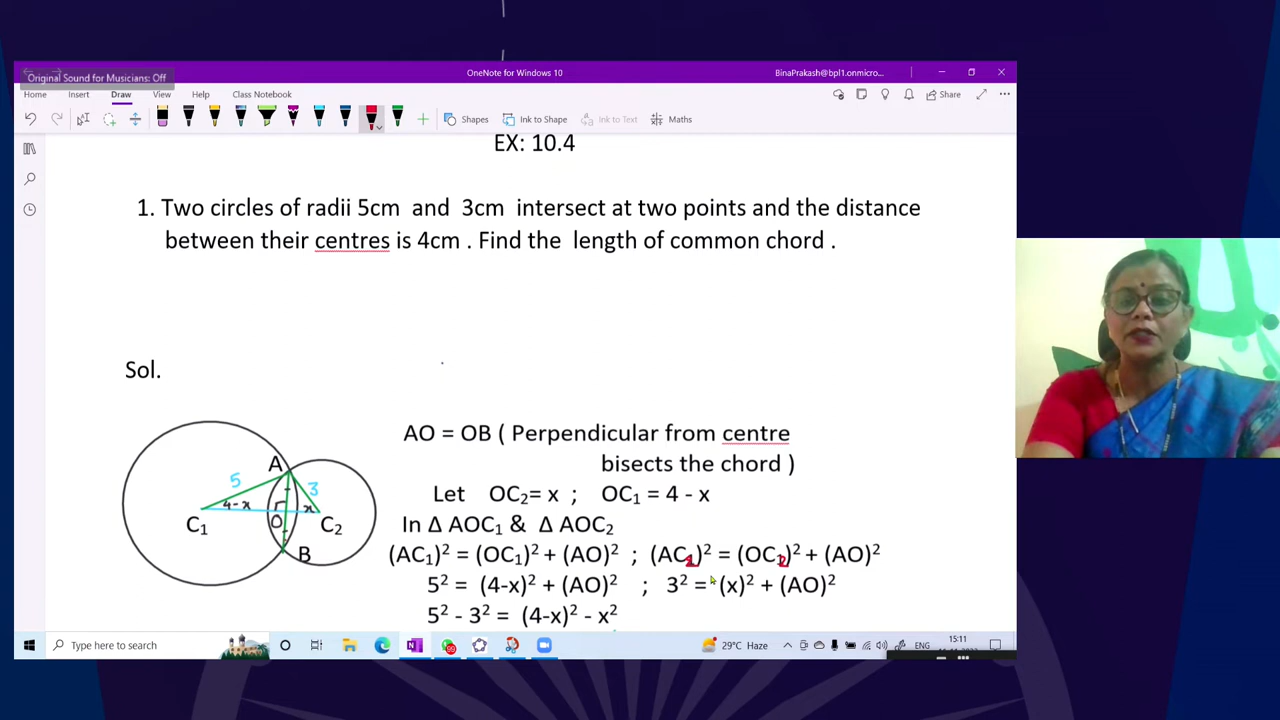 Original Sound for Musicians: Off
OneNote for Windows 10
BinaPrakash@bpl1.onmicro...
Home Insert Draw View Help Class Notebook
Share
Shapes Ink to Shape Ink to Text Maths
EX: 10.4
1. Two circles of radii 5cm and 3cm intersect at two points and the distance
between their centres is 4cm . Find the length of common chord .
Sol.
AO = OB ( Perpendicular from centre
bisects the chord )
Let OC₂= x ; OC₁ = 4 - x
In Δ AOC₁ & Δ AOC₂
(AC₁)² = (OC₁)² + (AO)² ; (AC₂)² = (OC₂)² + (AO)²
5² = (4-x)² + (AO)² ; 3² = (x)² + (AO)²
5² - 3² = (4-x)² - x²
A
5
3
4-x
x
C₁
O
C₂
B
Type here to search
99
29°C Haze
ENG
15:11